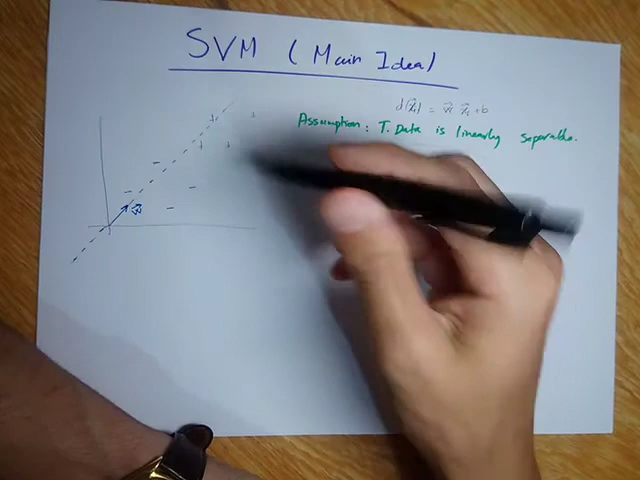 SVM (Main Idea)
d(x⃗ᵢ) = w⃗ · x⃗ᵢ + b
Assumption: T. Data is linearly separable.
w⃗